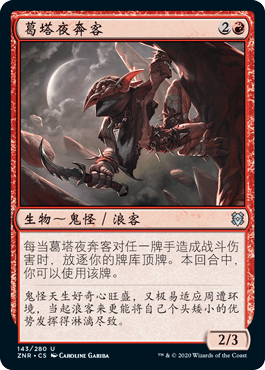 葛塔夜奔客 2
生物～鬼怪 / 浪客
每当葛塔夜奔客对任一牌手造成战斗伤
害时，放逐你的牌库顶牌。本回合中，
你可以使用该牌。
鬼怪天生好奇心旺盛，又极易适应周遭环
境，当起浪客来更能将自己个头矮小的优
势发挥得淋漓尽致。
2/3
143/280 U
ZNR • CS CAROLINE GARIBA
™ & © 2020 Wizards of the Coast